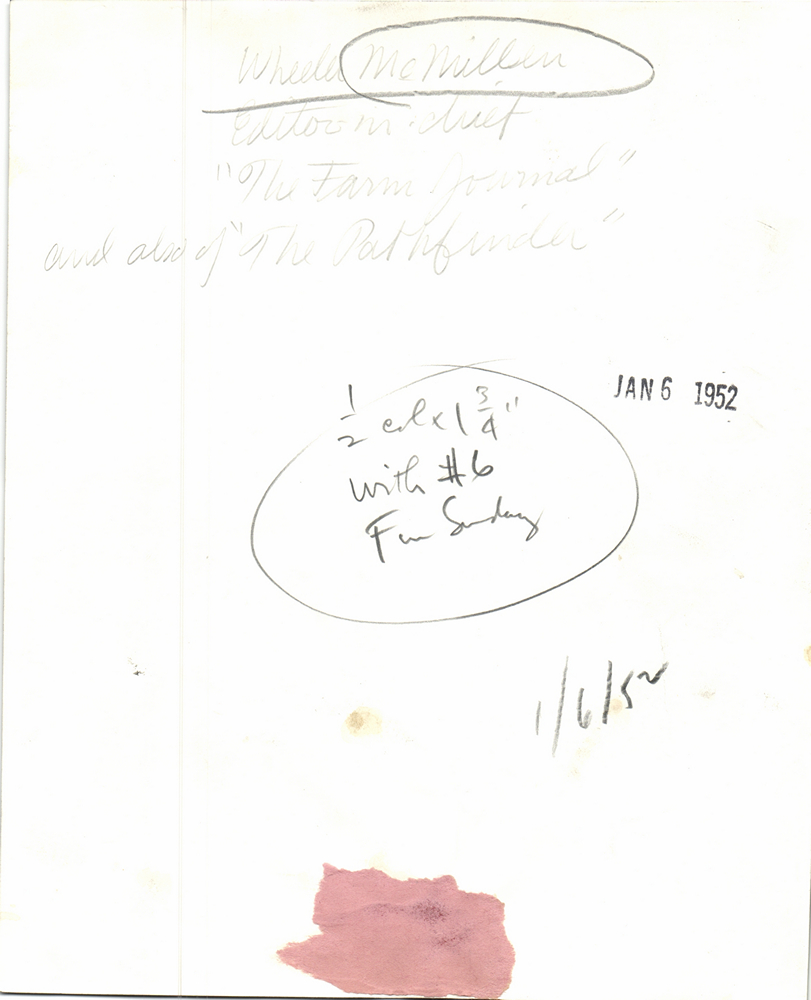 Wheeler McMillen
Editor in chief
"The Farm Journal"
and also of "The Pathfinder"
JAN 6 1952
1/2 col x 1 3/4"
with #6
Sunday
1/6/52